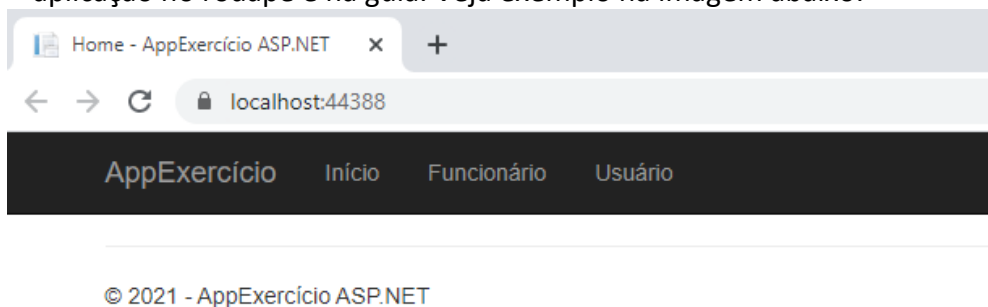 aplicação no rodapé e na guia. Veja exemplo na imagem abaixo:
Home - AppExercício ASP.NET
localhost:44388
AppExercício Início Funcionário Usuário
© 2021 - AppExercício ASP.NET